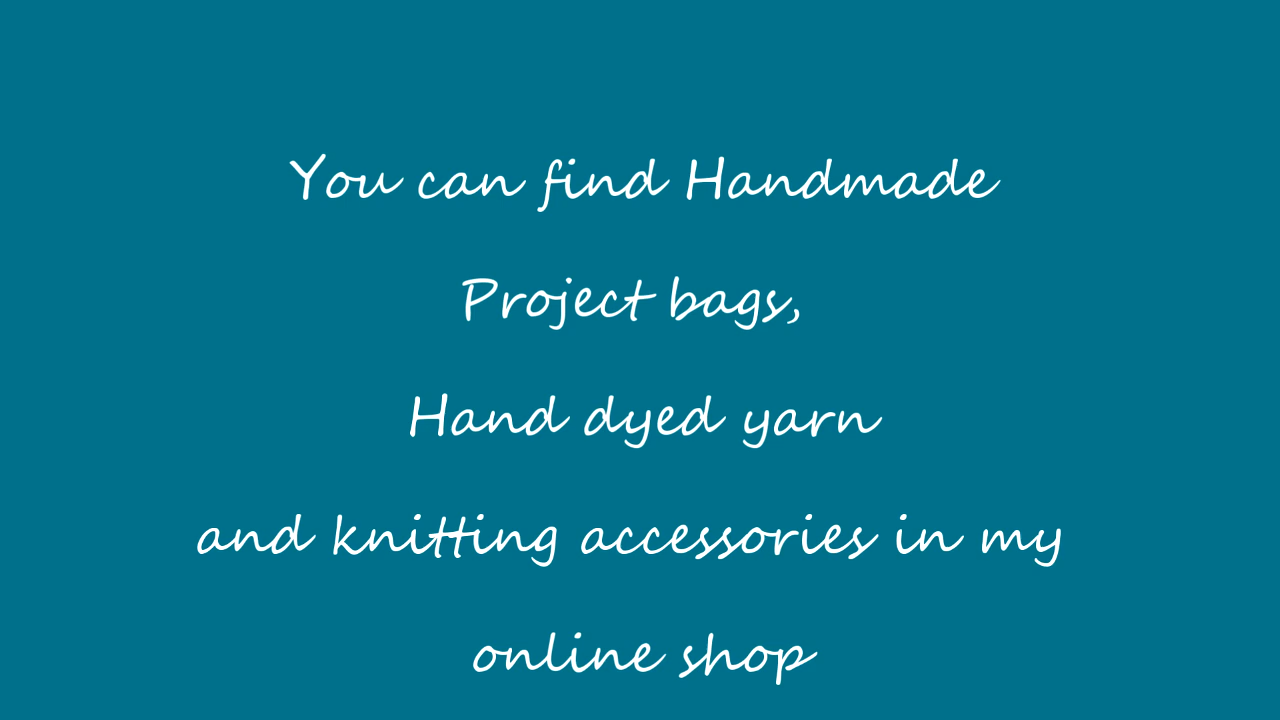 You can find Handmade
Project bags,
Hand dyed yarn
and knitting accessories in my
online shop